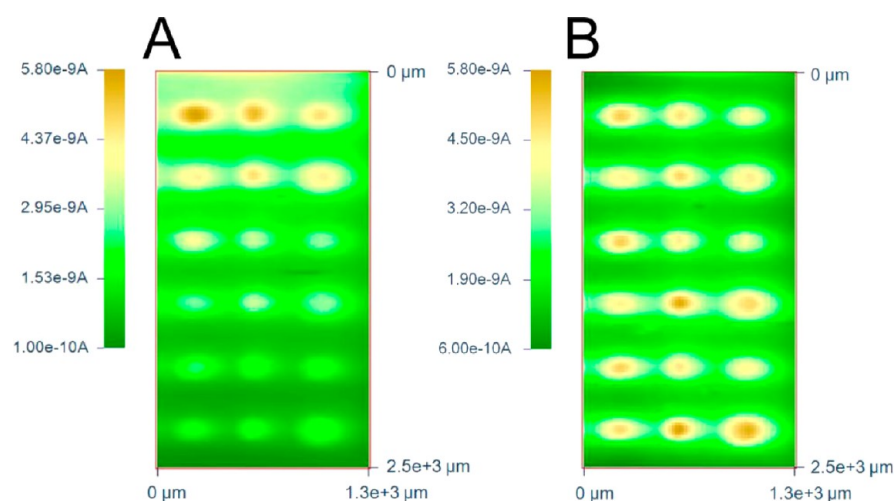 A
5.80e-9A
4.37e-9A
2.95e-9A
1.53e-9A
1.00e-10A
0 µm
2.5e+3 µm
0 µm
1.3e+3 µm
B
5.80e-9A
4.50e-9A
3.20e-9A
1.90e-9A
6.00e-10A
0 µm
2.5e+3 µm
0 µm
1.3e+3 µm